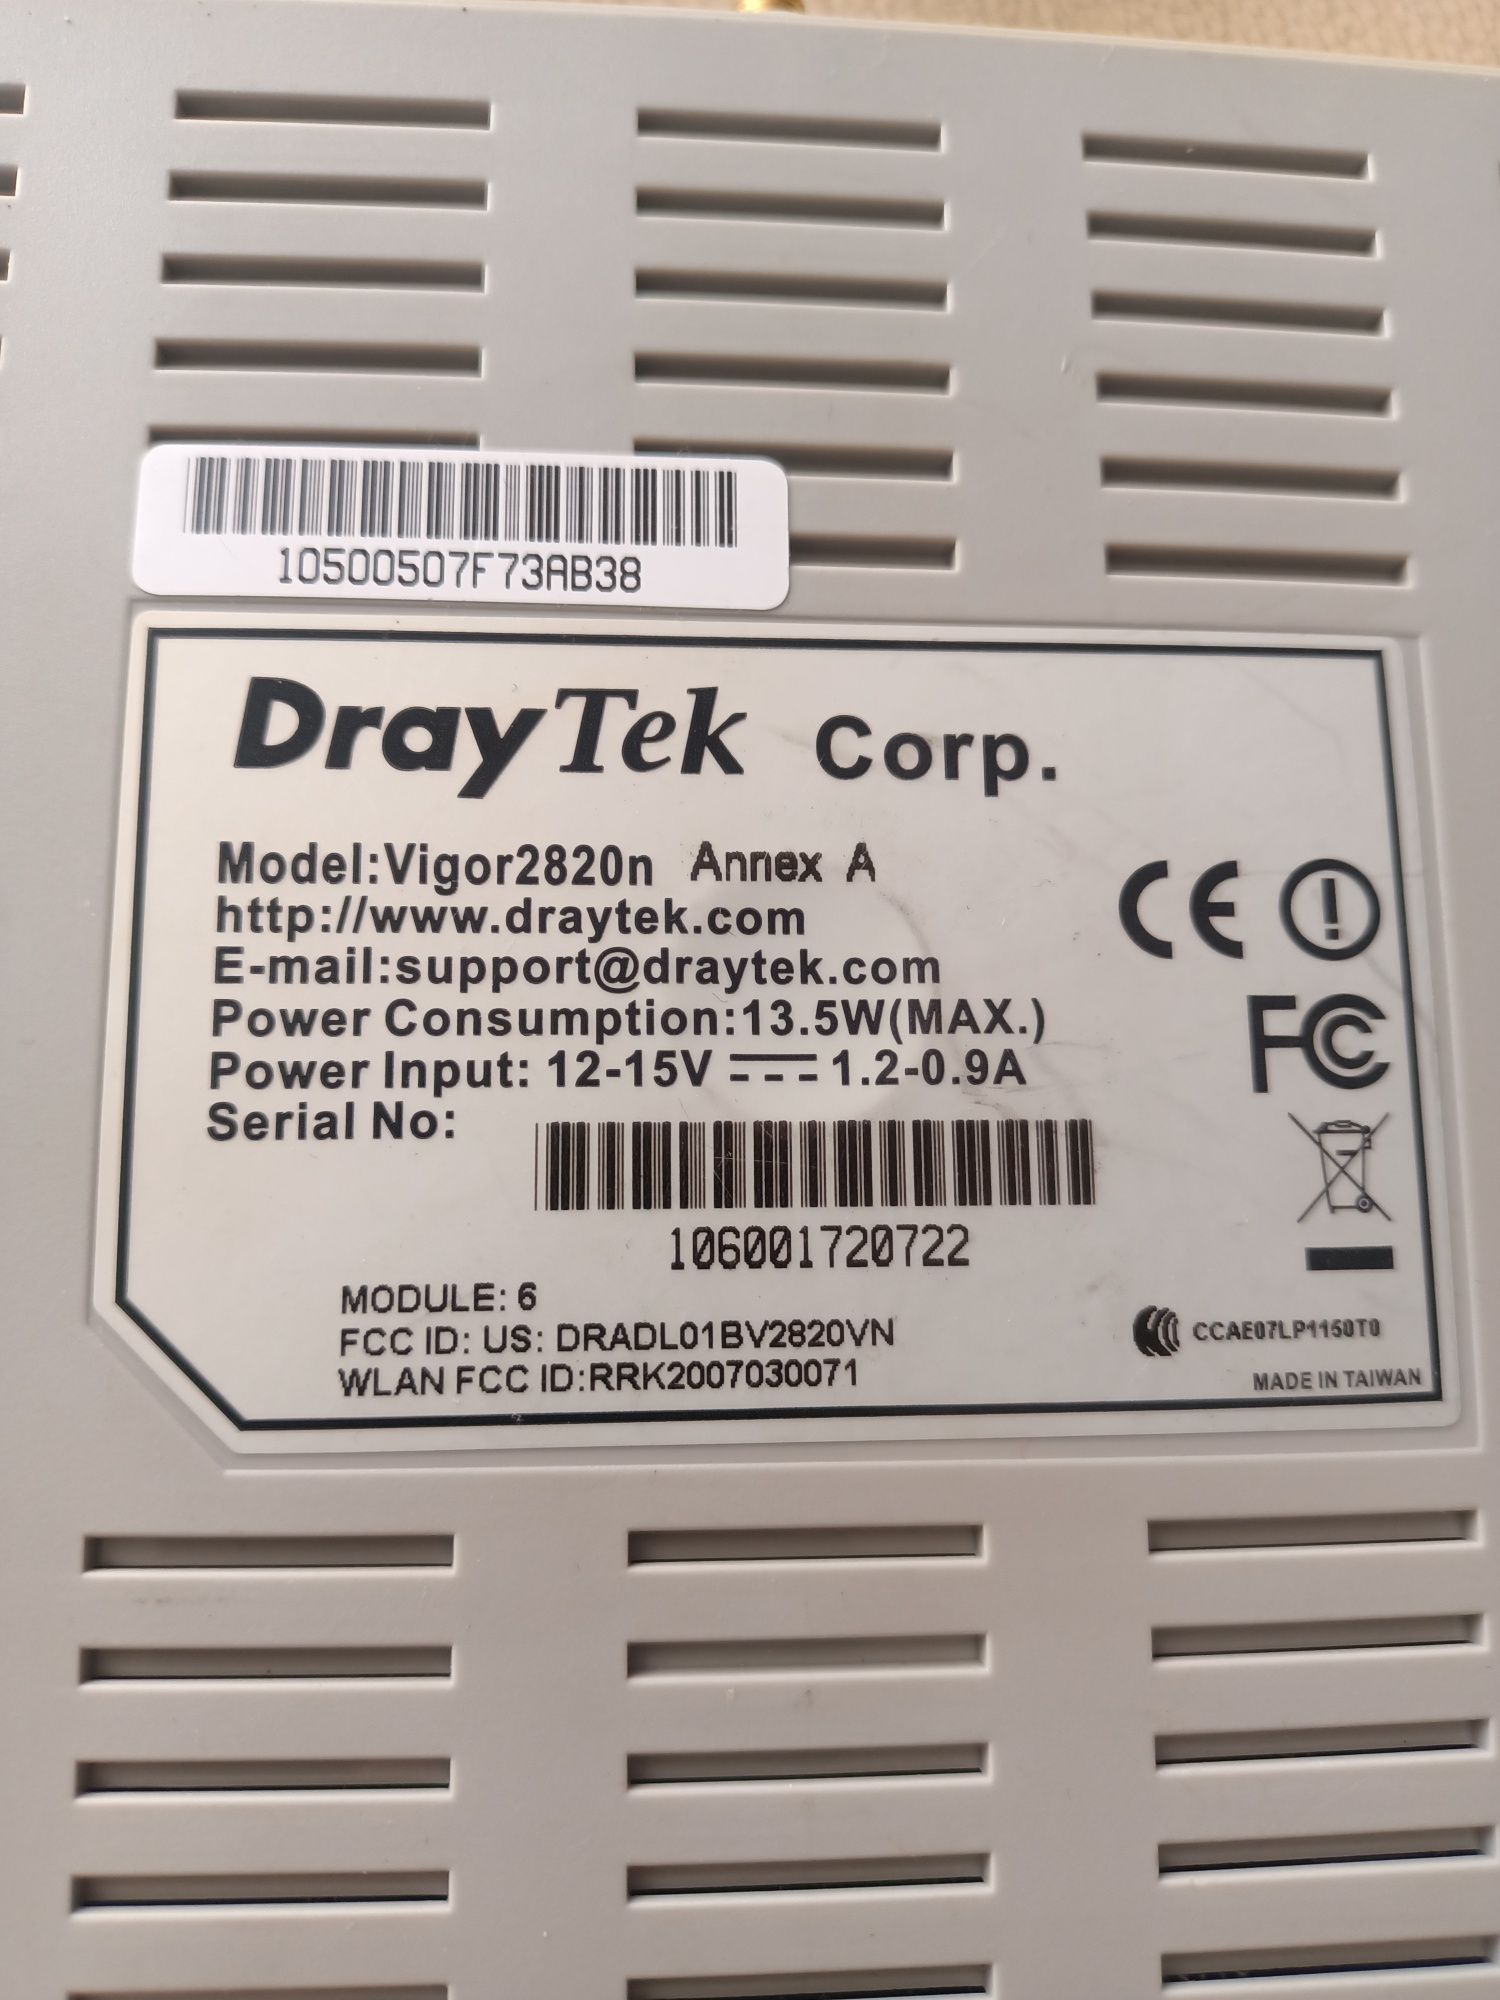 10500507F73AB38
DrayTek Corp.
Model:Vigor2820n Annex A
http://www.draytek.com
E-mail:support@draytek.com
Power Consumption:13.5W(MAX.)
Power Input: 12-15V ⎓ 1.2-0.9A
Serial No:
106001720722
MODULE: 6
FCC ID: US: DRADL01BV2820VN
WLAN FCC ID:RRK2007030071
CE
FC
CCAE07LP1150T0
MADE IN TAIWAN